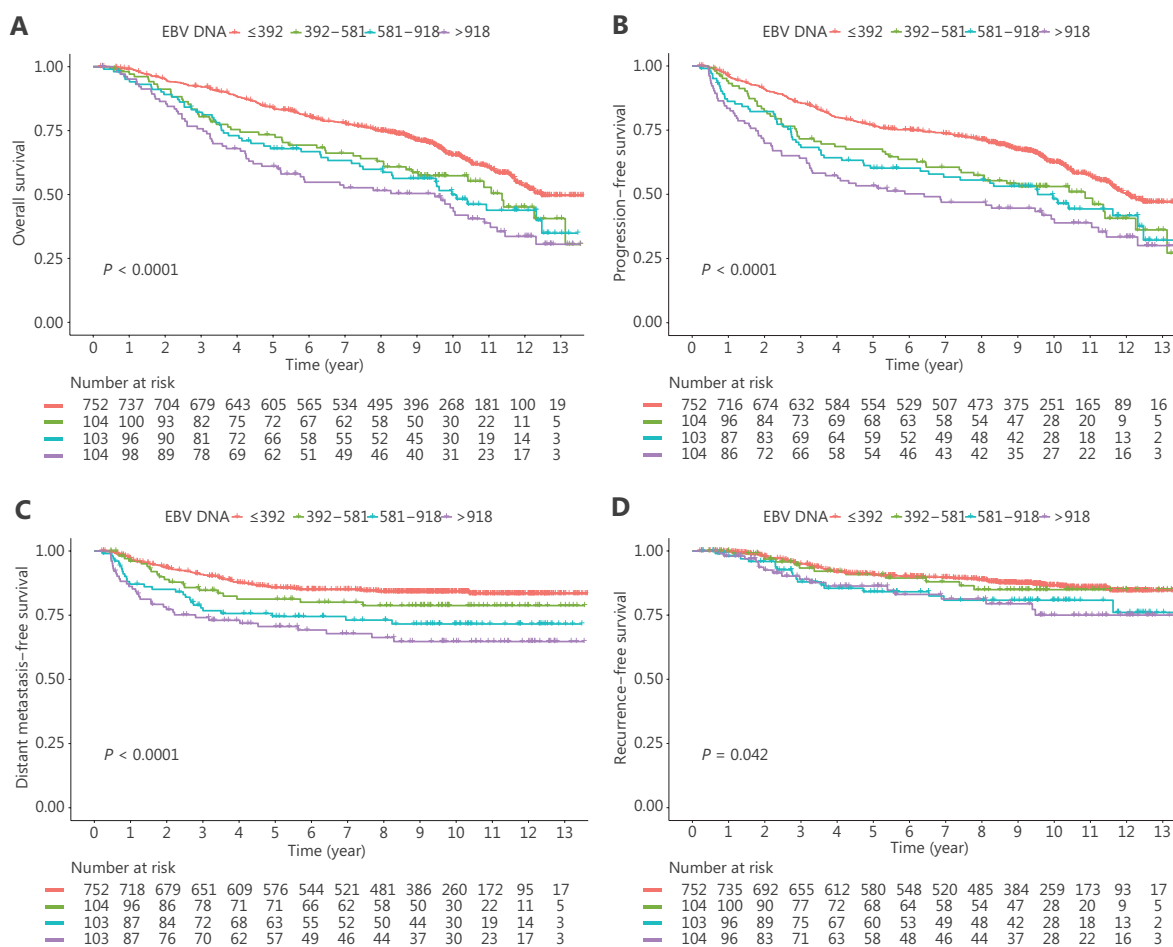 A
EBV DNA ≤392 392−581 581−918 >918
Overall survival
1.00
0.75
0.50
0.25
0.00
P < 0.0001
0 1 2 3 4 5 6 7 8 9 10 11 12 13
Time (year)
Number at risk
752 737 704 679 643 605 565 534 495 396 268 181 100 19
104 100 93 82 75 72 67 62 58 50 30 22 11 5
103 96 90 81 72 66 58 55 52 45 30 19 14 3
104 98 89 78 69 62 51 49 46 40 31 23 17 3
B
EBV DNA ≤392 392−581 581−918 >918
Progression−free survival
1.00
0.75
0.50
0.25
0.00
P < 0.0001
0 1 2 3 4 5 6 7 8 9 10 11 12 13
Time (year)
Number at risk
752 716 674 632 584 554 529 507 473 375 251 165 89 16
104 96 84 73 69 68 63 58 54 47 28 20 9 5
103 87 83 69 64 59 52 49 48 42 28 18 13 2
104 86 72 66 58 54 46 43 42 35 27 22 16 3
C
EBV DNA ≤392 392−581 581−918 >918
Distant metastasis−free survival
1.00
0.75
0.50
0.25
0.00
P < 0.0001
0 1 2 3 4 5 6 7 8 9 10 11 12 13
Time (year)
Number at risk
752 718 679 651 609 576 544 521 481 386 260 172 95 17
104 96 86 78 71 71 66 62 58 50 30 22 11 5
103 87 84 72 68 63 55 52 50 44 30 19 14 3
103 87 76 70 62 57 49 46 44 37 30 23 17 3
D
EBV DNA ≤392 392−581 581−918 >918
Recurrence−free survival
1.00
0.75
0.50
0.25
0.00
P = 0.042
0 1 2 3 4 5 6 7 8 9 10 11 12 13
Time (year)
Number at risk
752 735 692 655 612 580 548 520 485 384 259 173 93 17
104 100 90 77 72 68 64 58 54 47 28 20 9 5
103 96 89 75 67 60 53 49 48 42 28 18 13 2
104 96 83 71 63 58 48 46 44 37 28 22 16 3